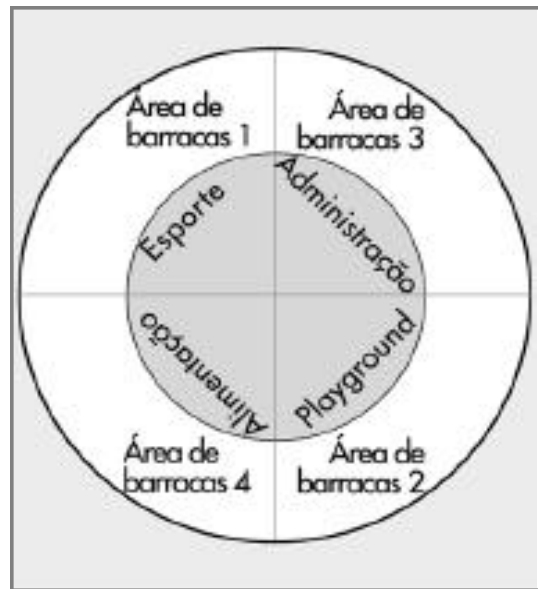 Área de
barracas 1
Área de
barracas 3
Esporte
Administração
Alimentação
Playground
Área de
barracas 4
Área de
barracas 2